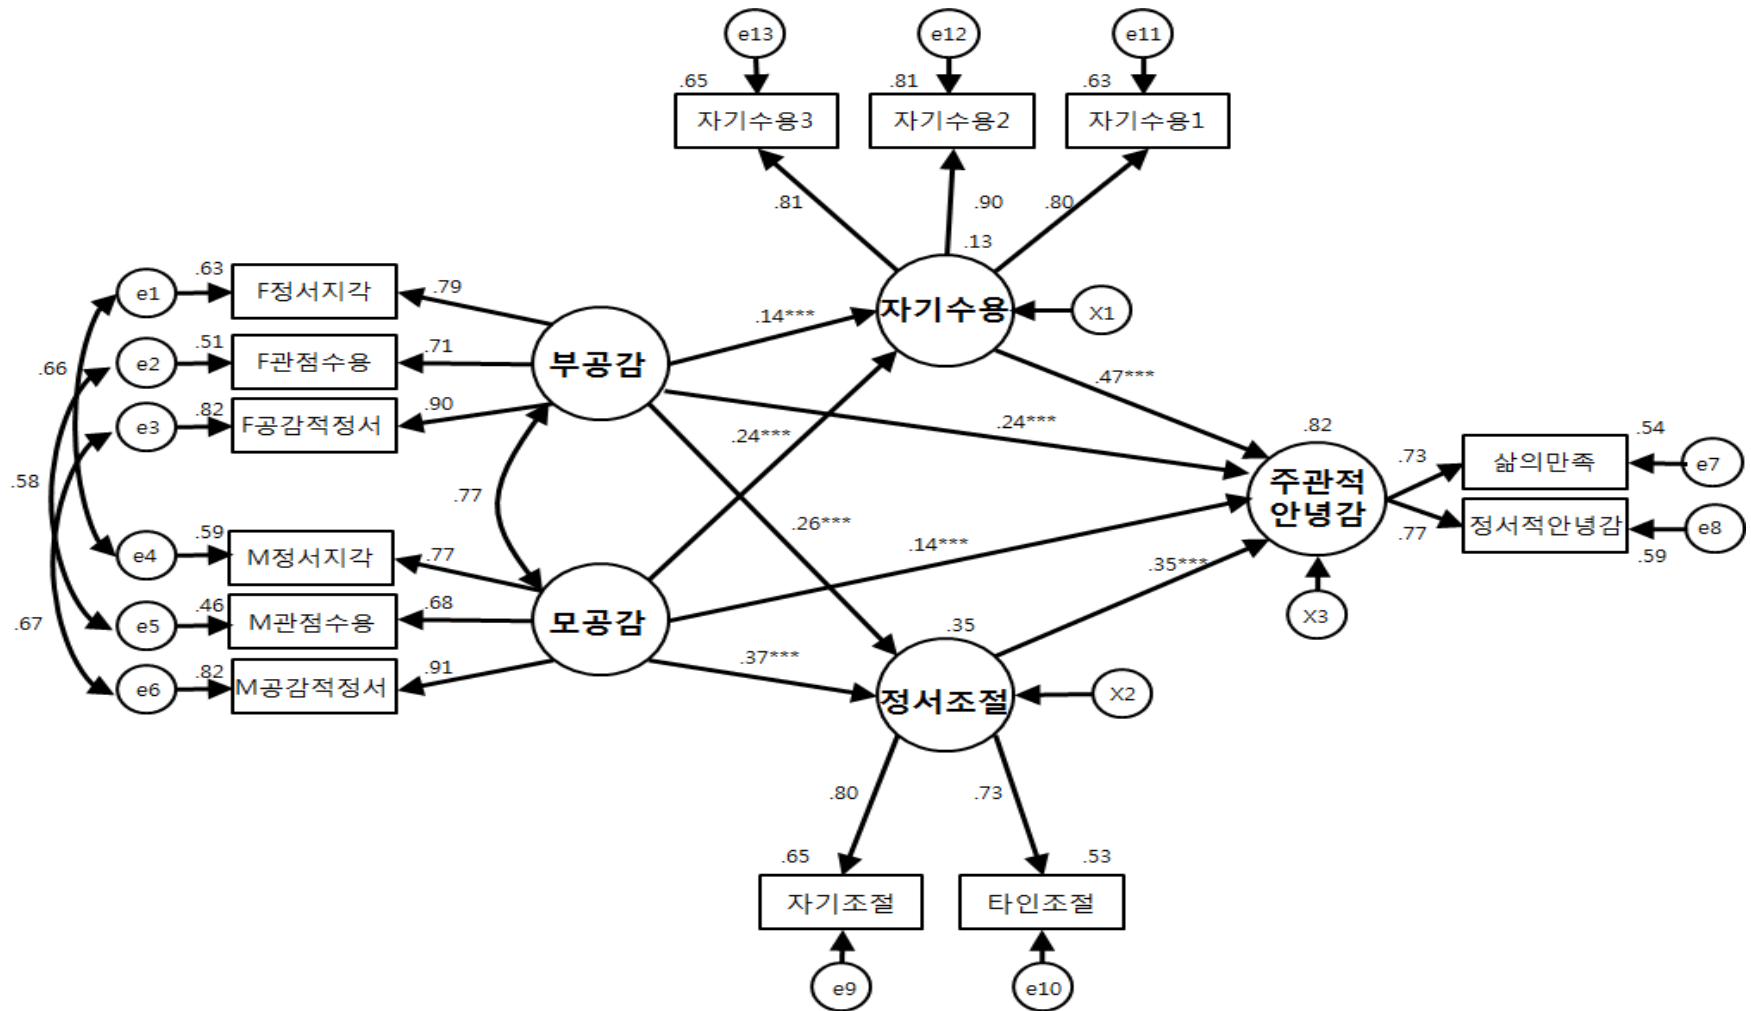 e13
e12
e11
.65
.81
.63
자기수용3
자기수용2
자기수용1
.81
.90
.80
.13
e1
.63
F정서지각
.79
자기수용
X1
.14***
e2
.51
F관점수용
.71
부공감
.66
e3
.82
F공감적정서
.90
.47***
.24***
.24***
.82
.54
.73
삶의만족
e7
.58
.77
주관적
안녕감
.26***
정서적안녕감
e8
.77
.59
e4
.59
M정서지각
.77
.14***
.35***
e5
.46
M관점수용
.68
모공감
X3
.67
.35
e6
.82
M공감적정서
.91
.37***
정서조절
X2
.80
.73
.65
.53
자기조절
타인조절
e9
e10